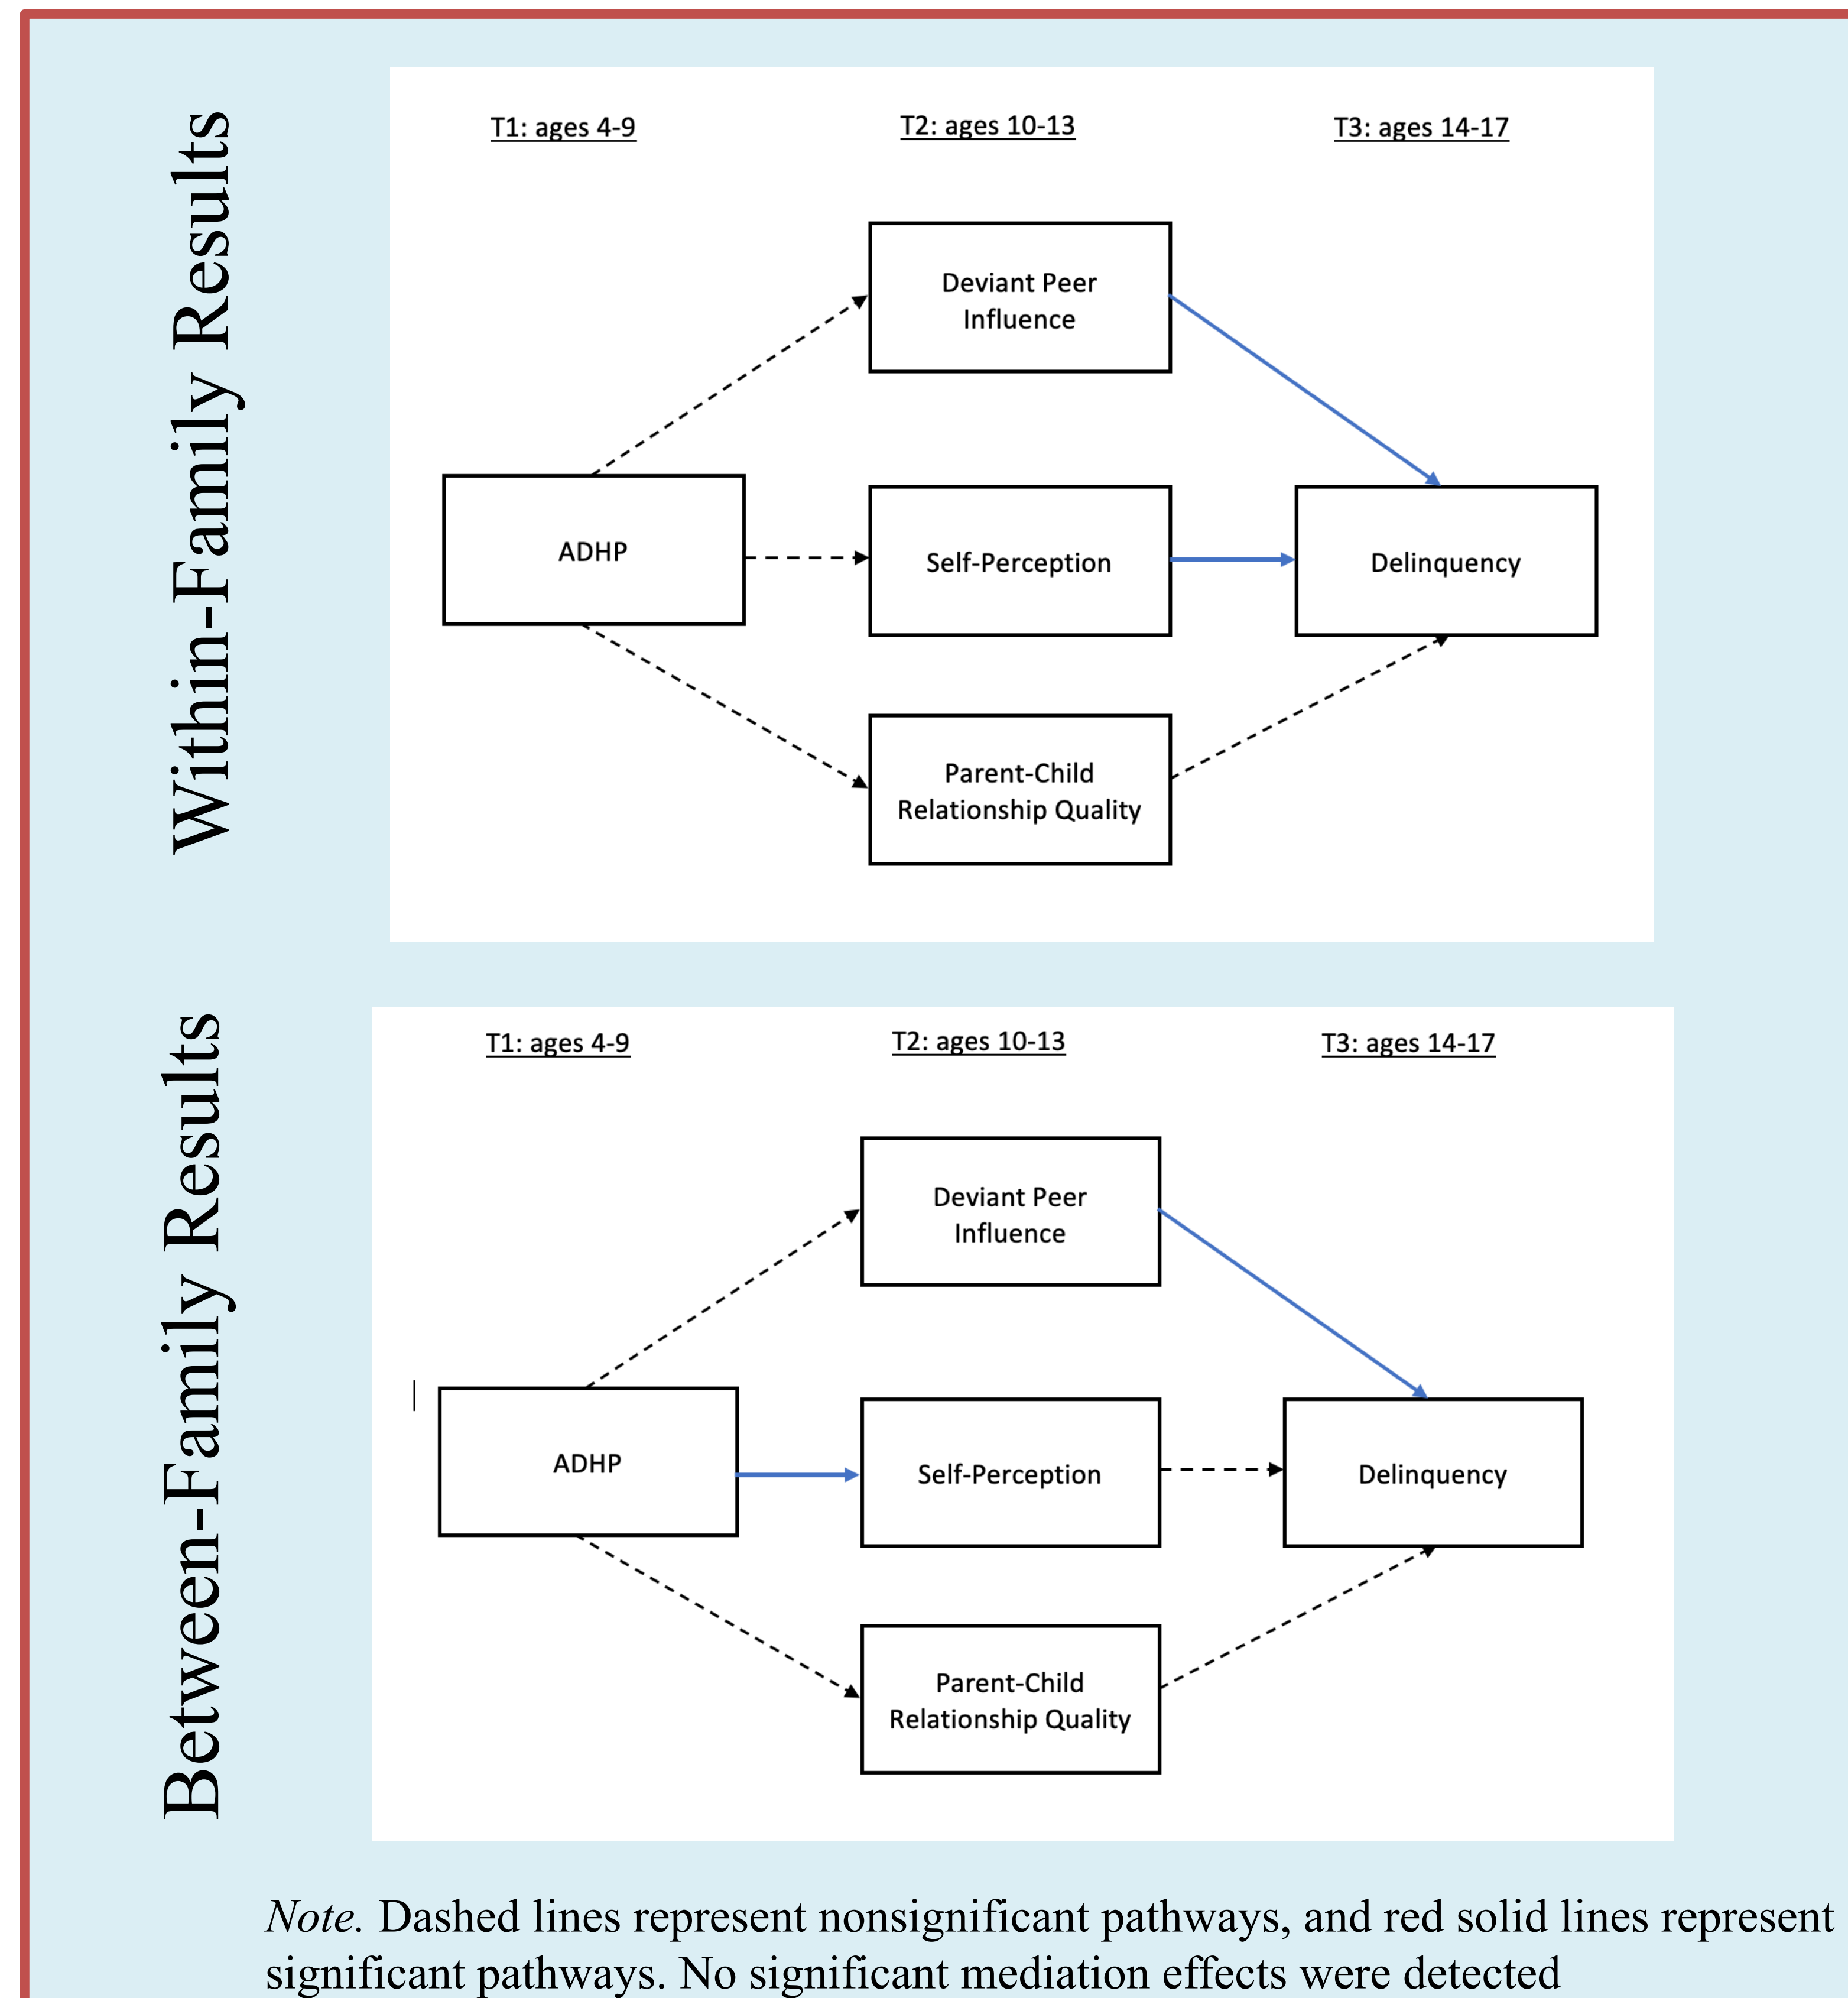 Within-Family Results
T1: ages 4-9
T2: ages 10-13
T3: ages 14-17
Deviant Peer
Influence
ADHP
Self-Perception
Delinquency
Parent-Child
Relationship Quality
Between-Family Results
T1: ages 4-9
T2: ages 10-13
T3: ages 14-17
Deviant Peer
Influence
ADHP
Self-Perception
Delinquency
Parent-Child
Relationship Quality
Note. Dashed lines represent nonsignificant pathways, and red solid lines represent
significant pathways. No significant mediation effects were detected